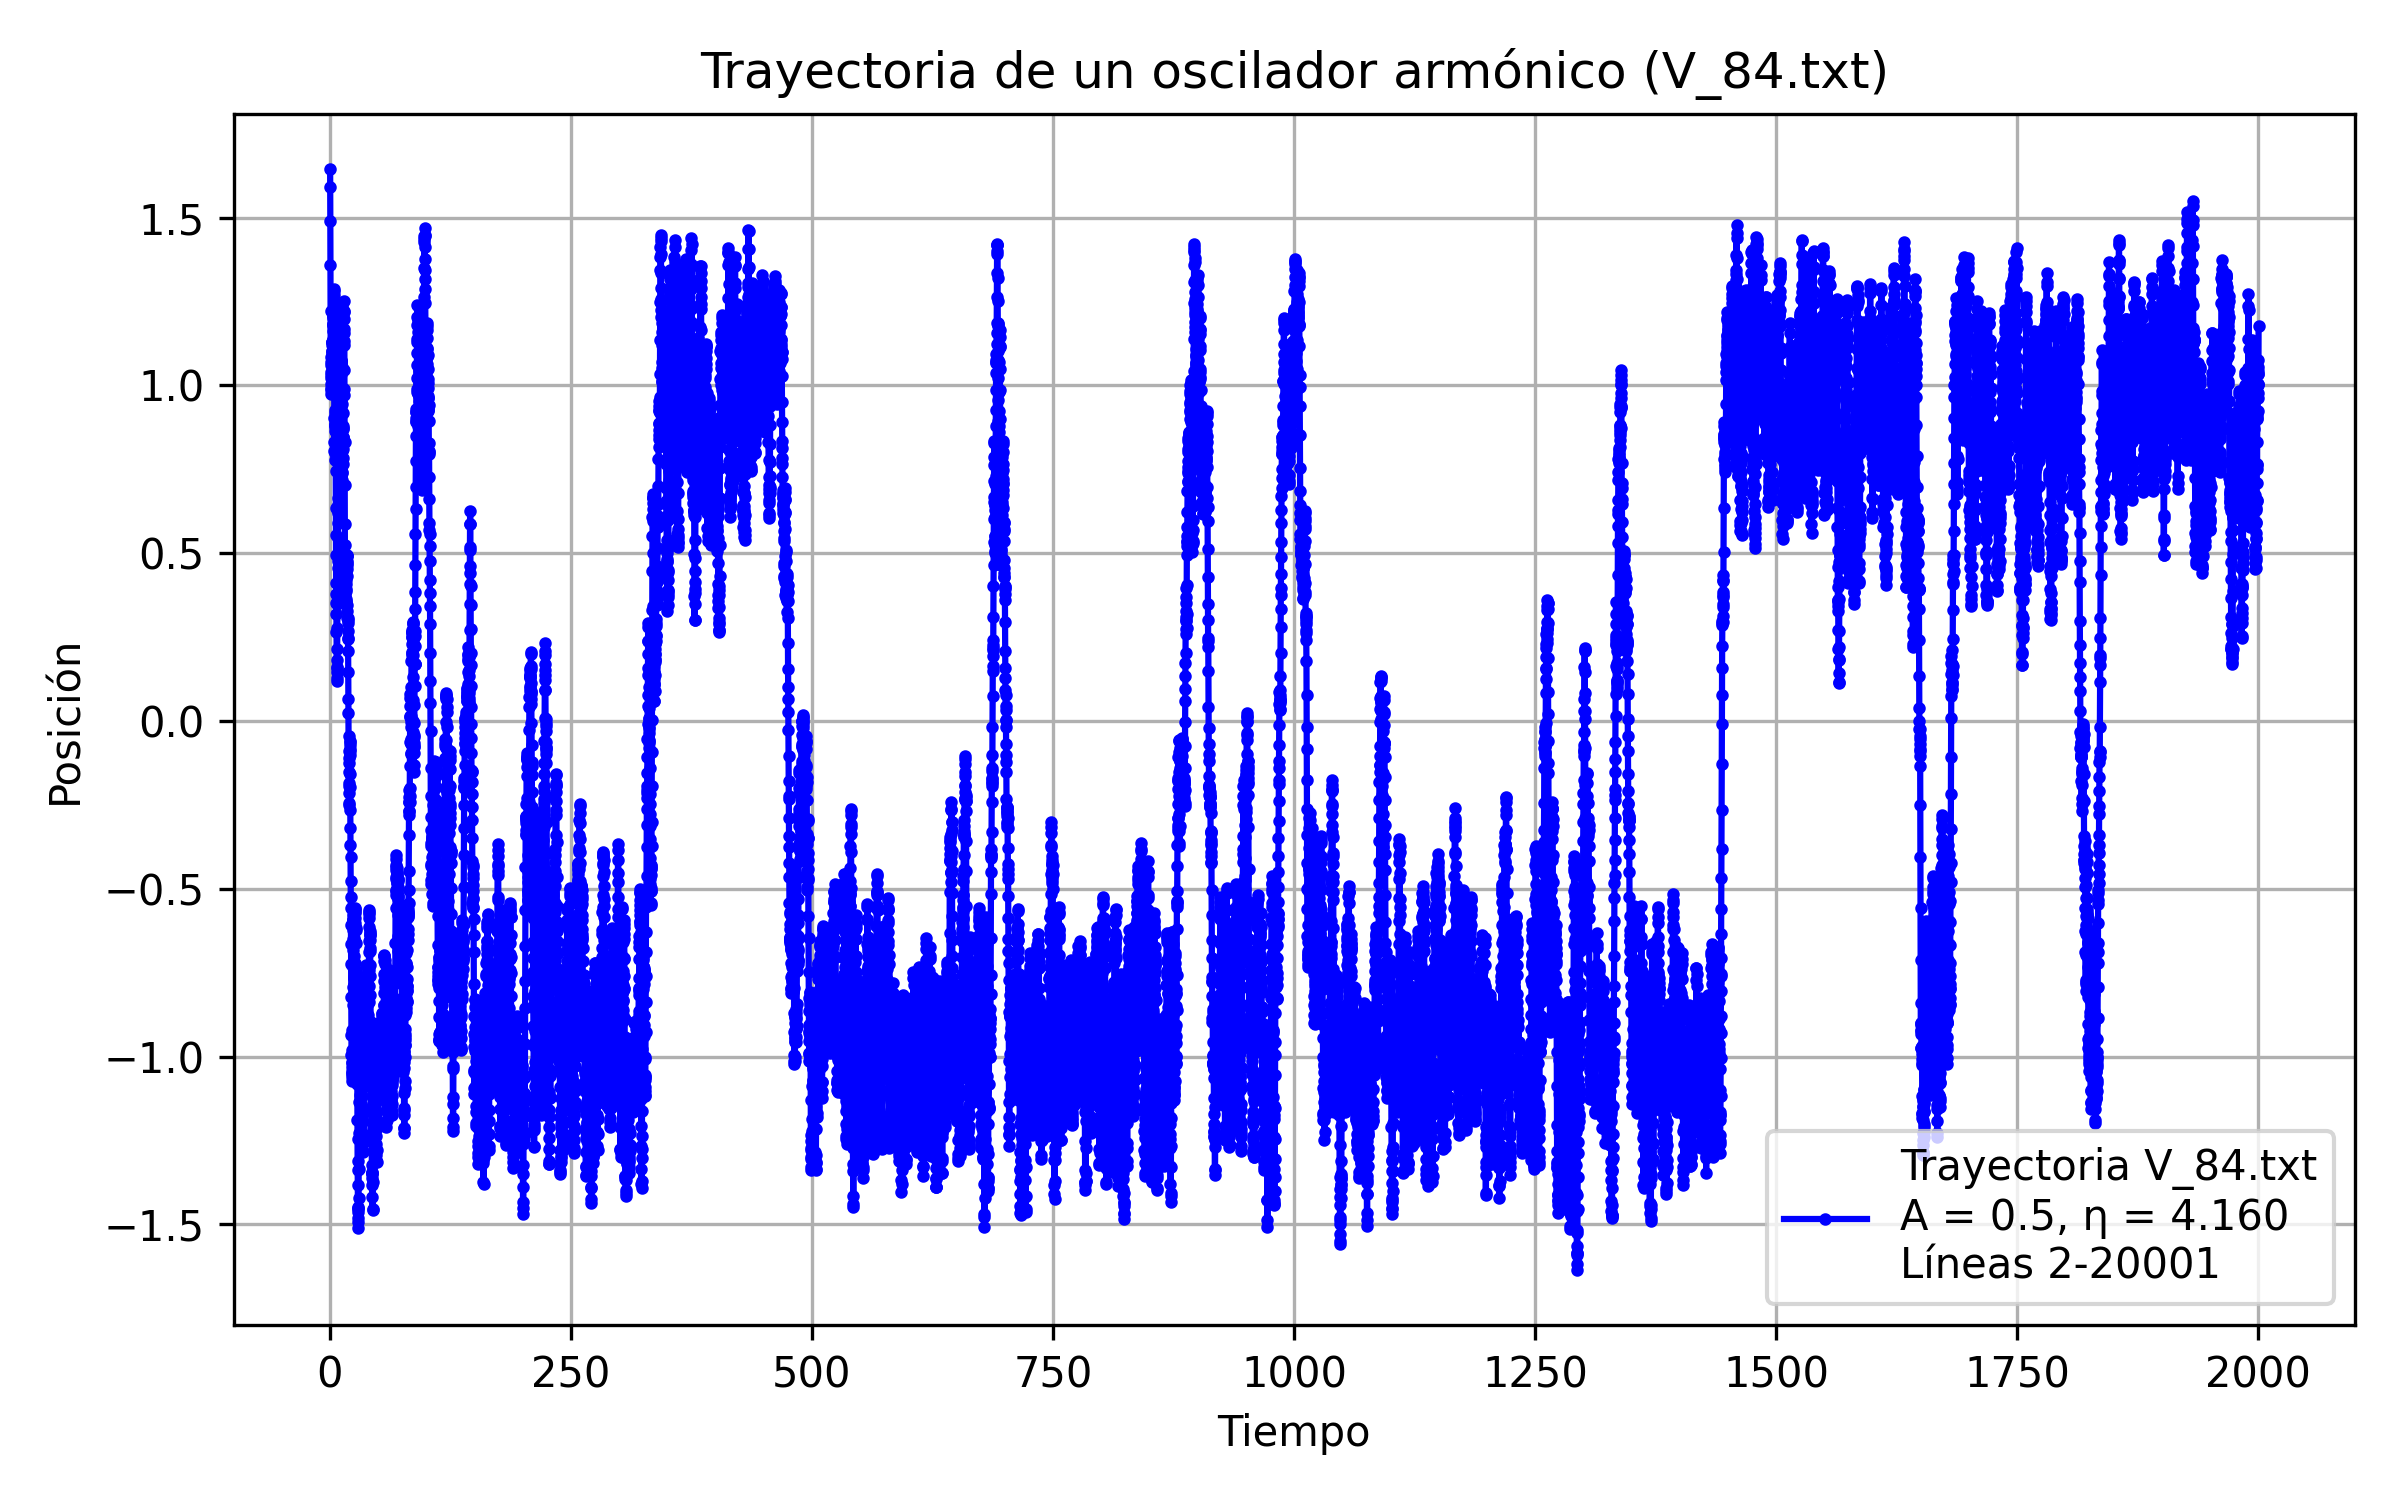 Trayectoria de un oscilador armónico (V_84.txt)
Posición
1.5
1.0
0.5
0.0
−0.5
−1.0
−1.5
Trayectoria V_84.txt
A = 0.5, η = 4.160
Líneas 2-20001
0 250 500 750 1000 1250 1500 1750 2000
Tiempo